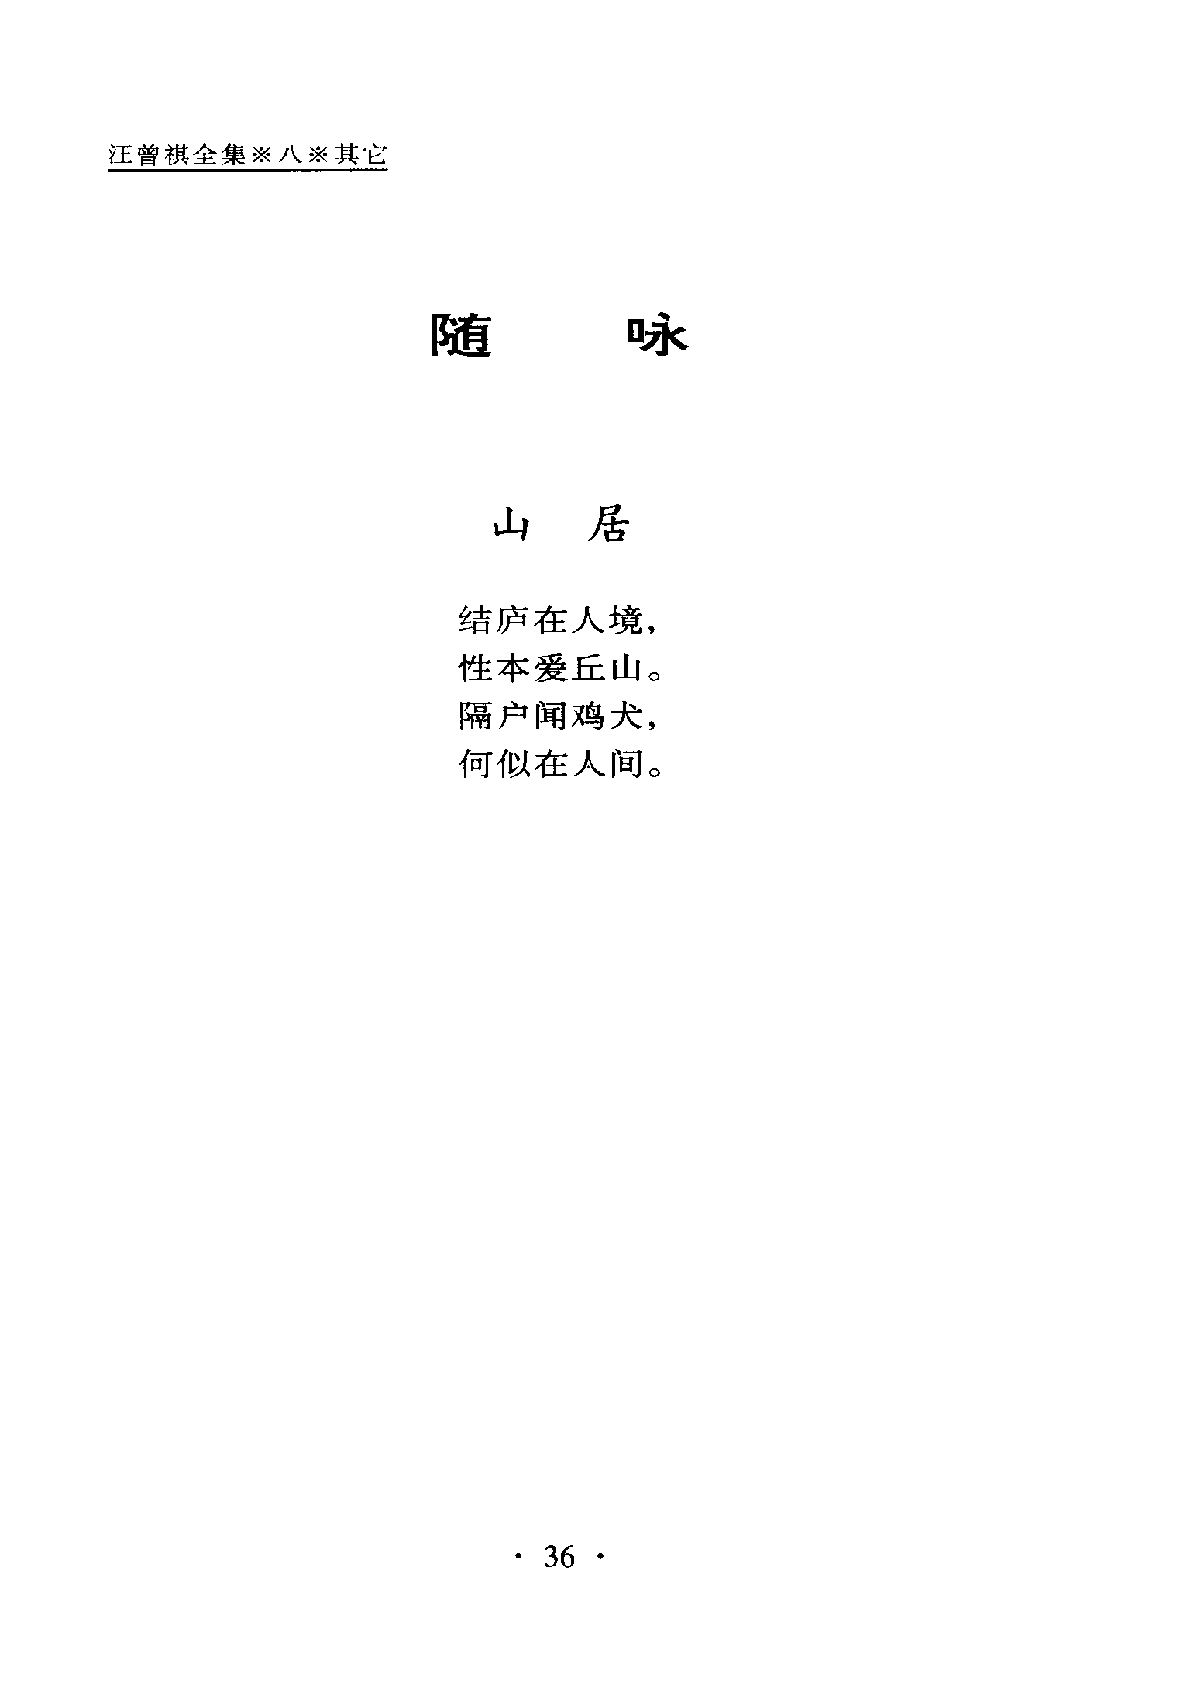 汪曾祺全集※八※其它
随 咏
山 居
结庐在人境，
性本爱丘山。
隔户闻鸡犬，
何似在人间。
· 36 ·